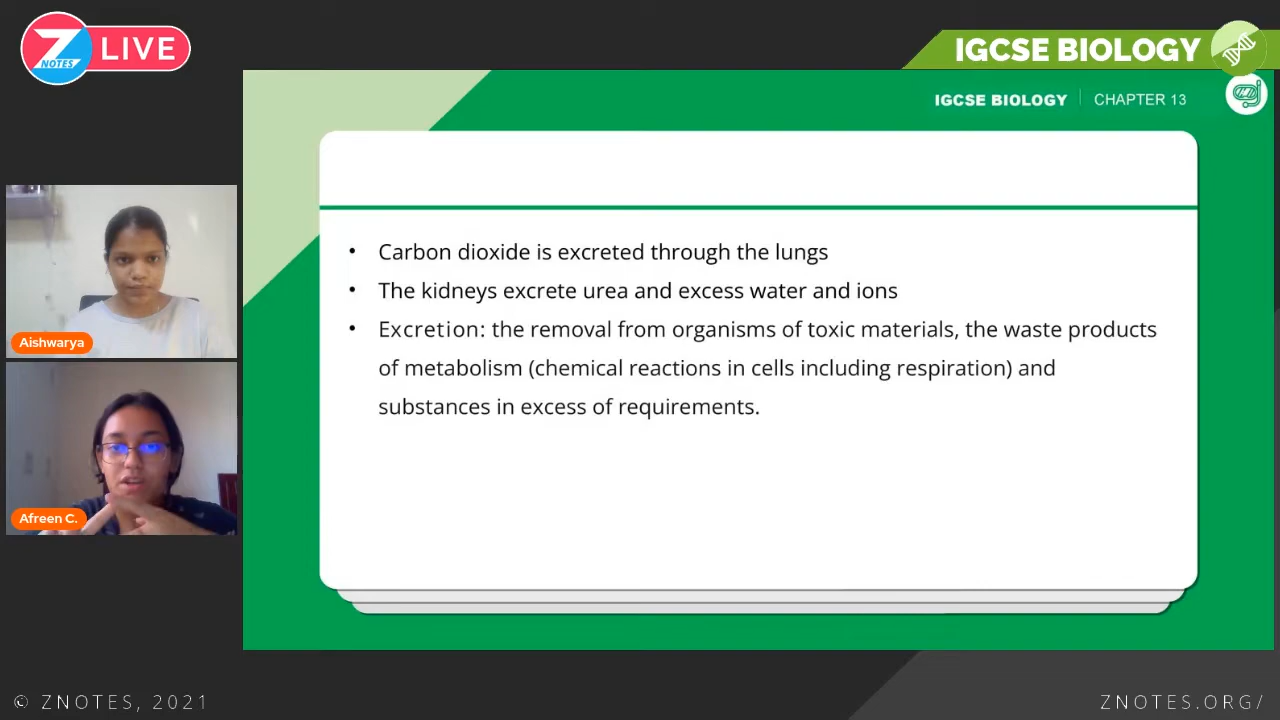 Z NOTES LIVE
IGCSE BIOLOGY
IGCSE BIOLOGY | CHAPTER 13
• Carbon dioxide is excreted through the lungs
• The kidneys excrete urea and excess water and ions
• Excretion: the removal from organisms of toxic materials, the waste products
of metabolism (chemical reactions in cells including respiration) and
substances in excess of requirements.
Aishwarya
Afreen C.
© ZNOTES, 2021
ZNOTES.ORG/